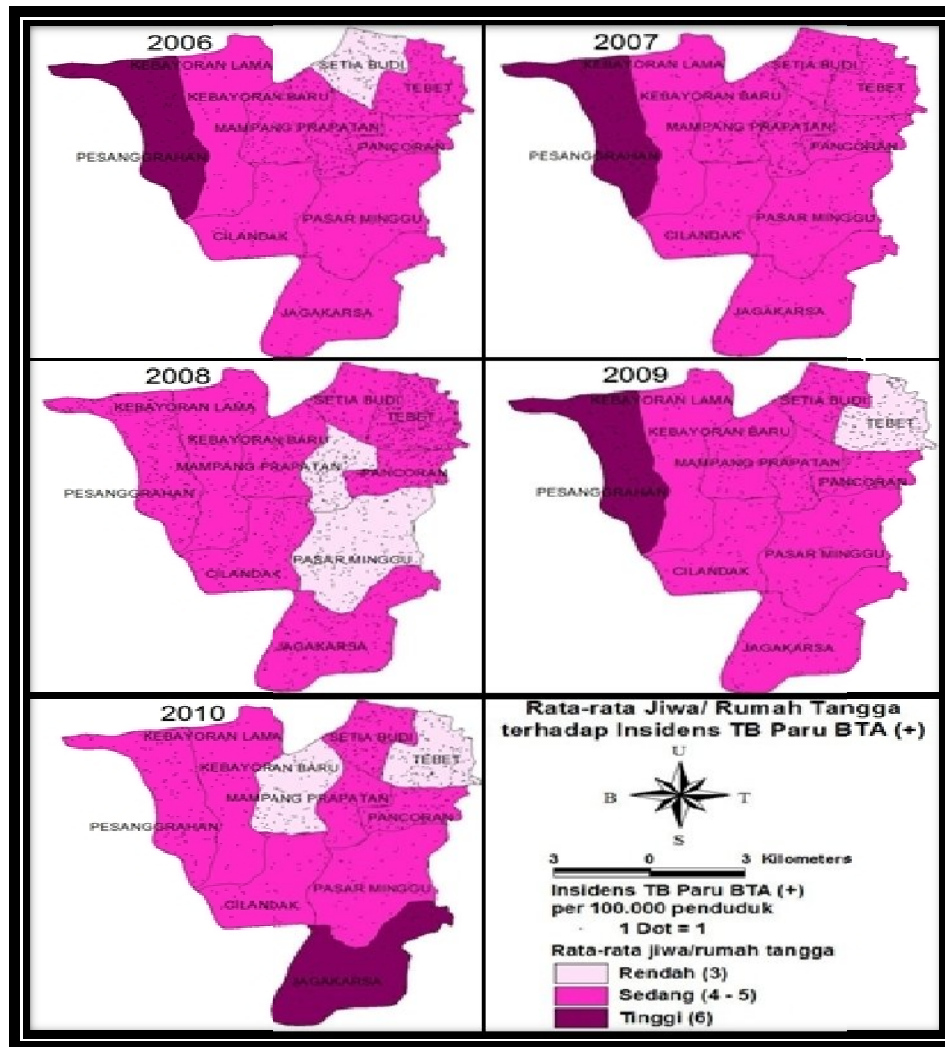 2006
KEBAYORAN LAMA
SETIA BUDI
TEBET
KEBAYORAN BARU
MAMPANG PRAPATAN
PANCORAN
PESANGGRAHAN
PASAR MINGGU
CILANDAK
JAGAKARSA
2007
KEBAYORAN LAMA
SETIA BUDI
TEBET
KEBAYORAN BARU
MAMPANG PRAPATAN
PANCORAN
PESANGGRAHAN
PASAR MINGGU
CILANDAK
JAGAKARSA
2008
KEBAYORAN LAMA
SETIA BUDI
TEBET
KEBAYORAN BARU
MAMPANG PRAPATAN
PANCORAN
PESANGGRAHAN
PASAR MINGGU
CILANDAK
JAGAKARSA
2009
KEBAYORAN LAMA
SETIA BUDI
TEBET
KEBAYORAN BARU
MAMPANG PRAPATAN
PANCORAN
PESANGGRAHAN
PASAR MINGGU
CILANDAK
JAGAKARSA
2010
KEBAYORAN LAMA
SETIA BUDI
TEBET
KEBAYORAN BARU
MAMPANG PRAPATAN
PANCORAN
PESANGGRAHAN
PASAR MINGGU
CILANDAK
JAGAKARSA
Rata-rata Jiwa/ Rumah Tangga
terhadap Insidens TB Paru BTA (+)
U
B T
S
3 0 3 Kilometers
Insidens TB Paru BTA (+)
per 100.000 penduduk
1 Dot = 1
Rata-rata jiwa/rumah tangga
Rendah (3)
Sedang (4 - 5)
Tinggi (6)